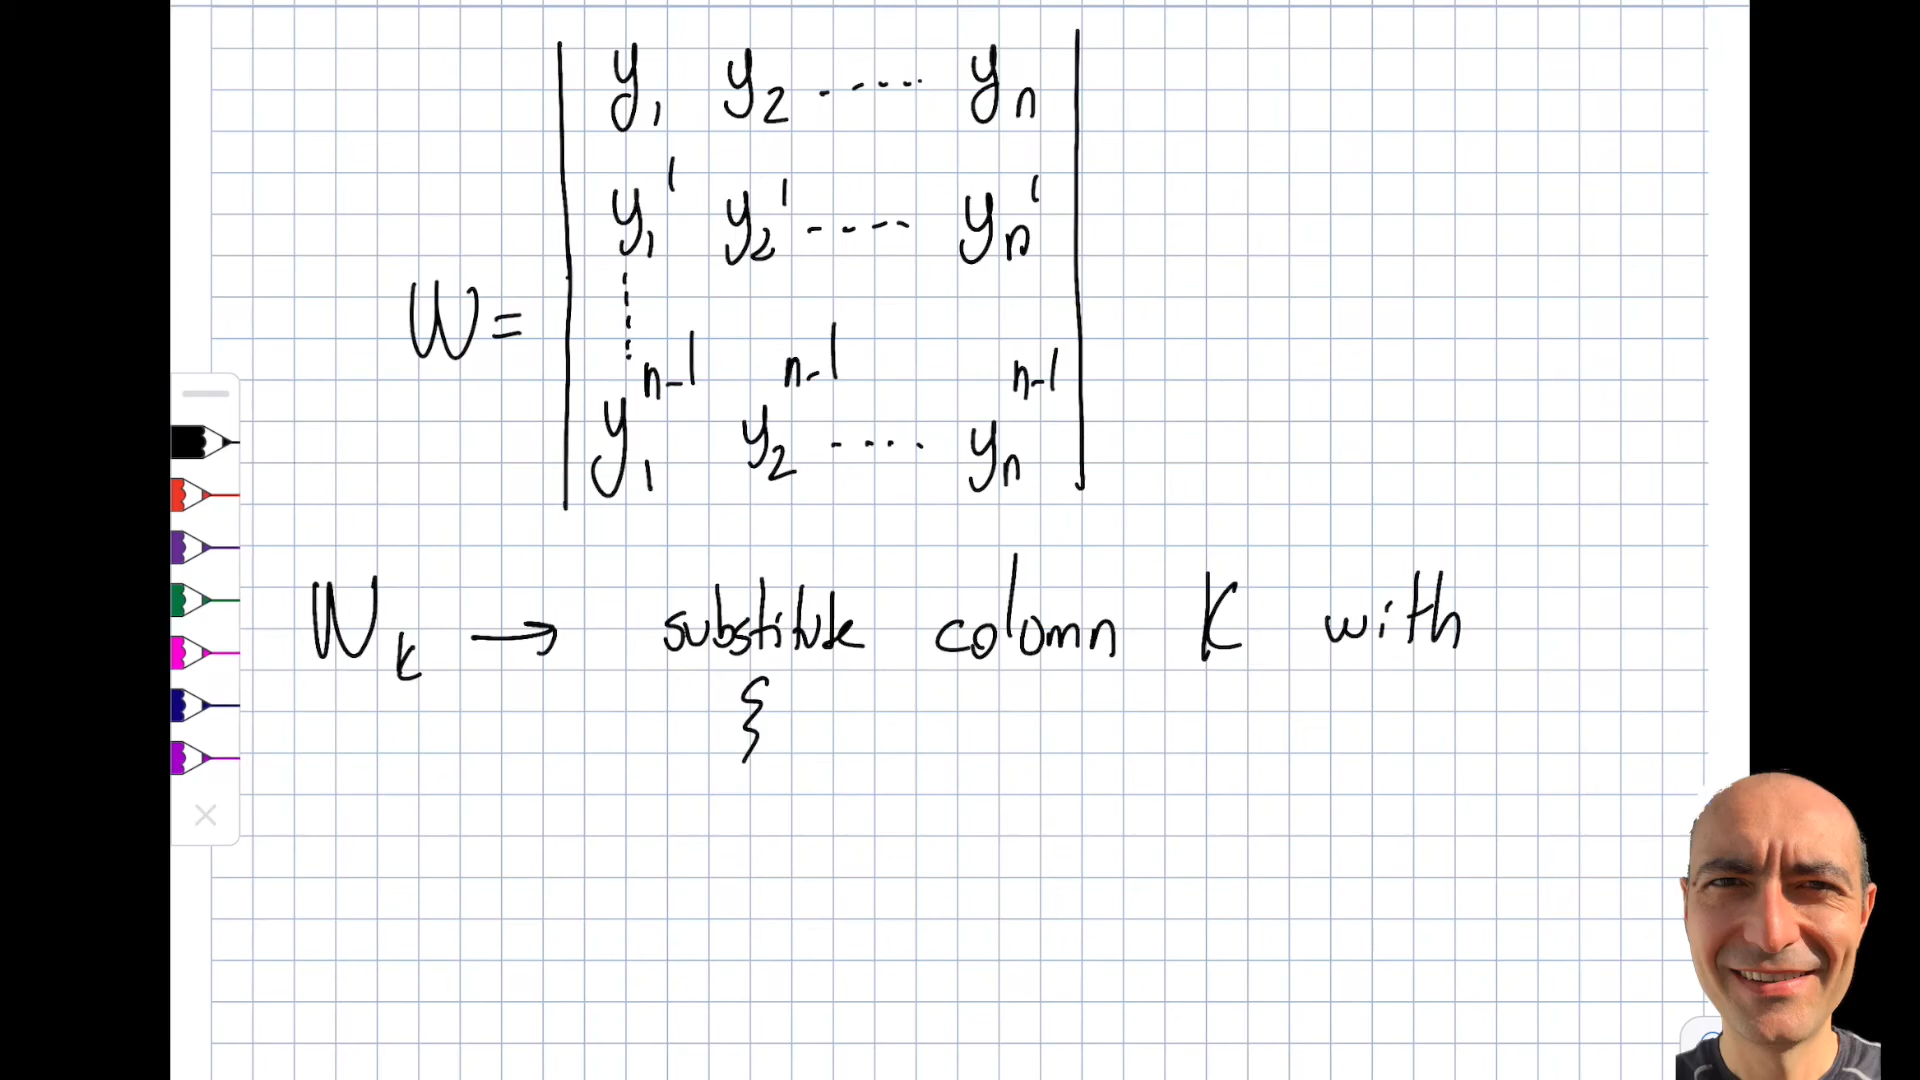 y₁ y₂ ..... yₙ
y₁' y₂' ---- yₙ'
W =
n-1 n-1 n-1
y₁ y₂ .... yₙ
Wₖ → substitute column K with
{